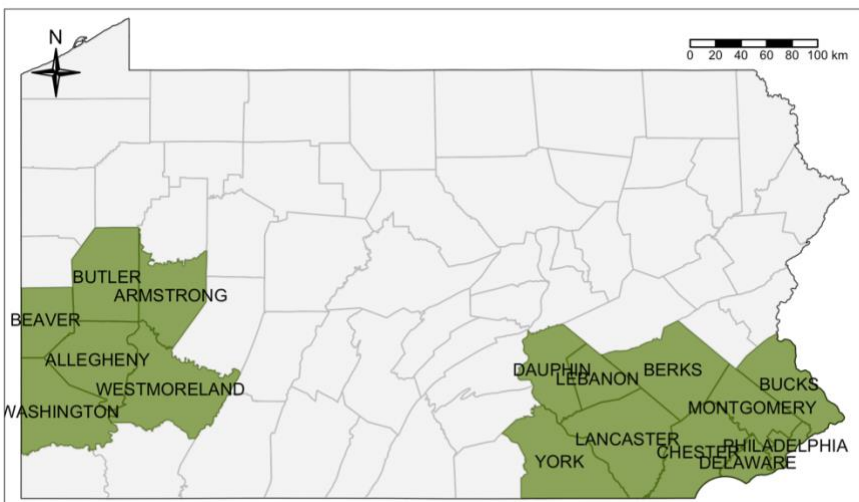 N
0 20 40 60 80 100 km
BUTLER
ARMSTRONG
BEAVER
ALLEGHENY
WESTMORELAND
WASHINGTON
DAUPHIN
LEBANON
BERKS
BUCKS
MONTGOMERY
LANCASTER
PHILADELPHIA
CHESTER
DELAWARE
YORK